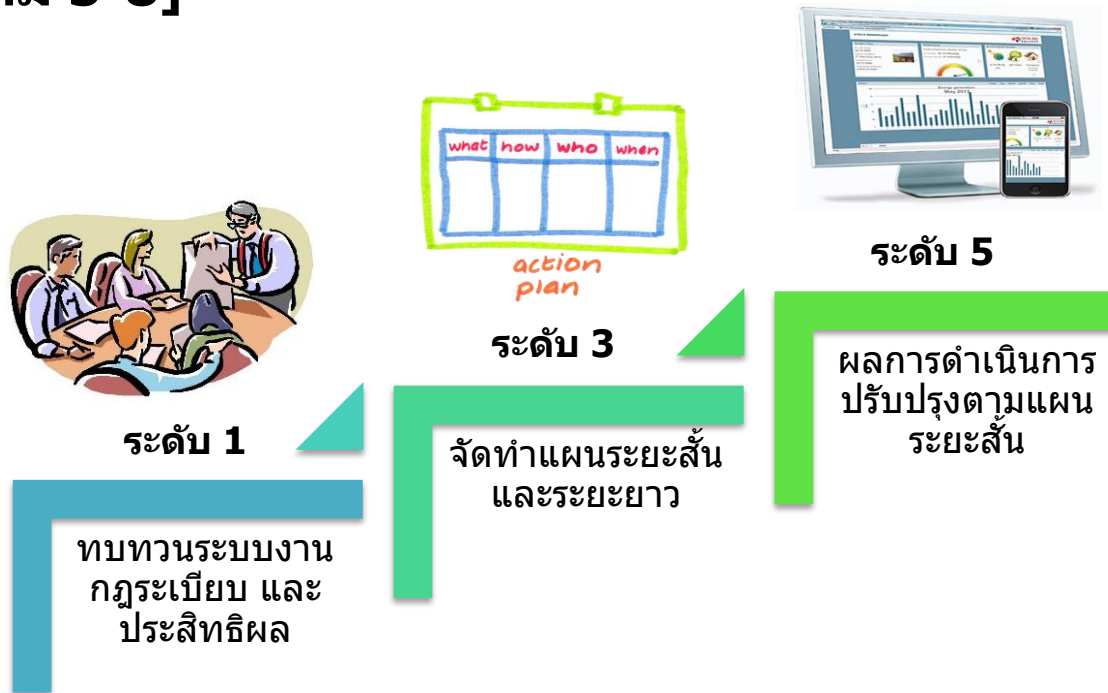 what how who when
action
plan
ระดับ 1
ทบทวนระบบงาน
กฎระเบียบ และ
ประสิทธิผล
ระดับ 3
จัดทำแผนระยะสั้น
และระยะยาว
ระดับ 5
ผลการดำเนินการ
ปรับปรุงตามแผน
ระยะสั้น